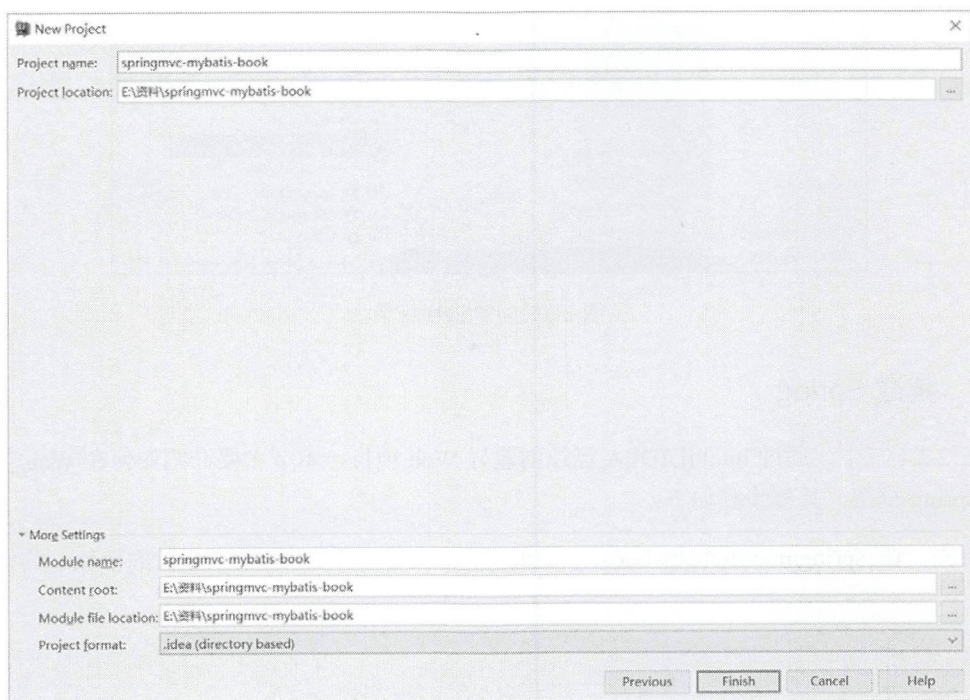 New Project
Project name: springmvc-mybatis-book
Project location: E:\资料\springmvc-mybatis-book ...
More Settings
Module name: springmvc-mybatis-book
Content root: E:\资料\springmvc-mybatis-book ...
Module file location: E:\资料\springmvc-mybatis-book ...
Project format: .idea (directory based)
Previous Finish Cancel Help